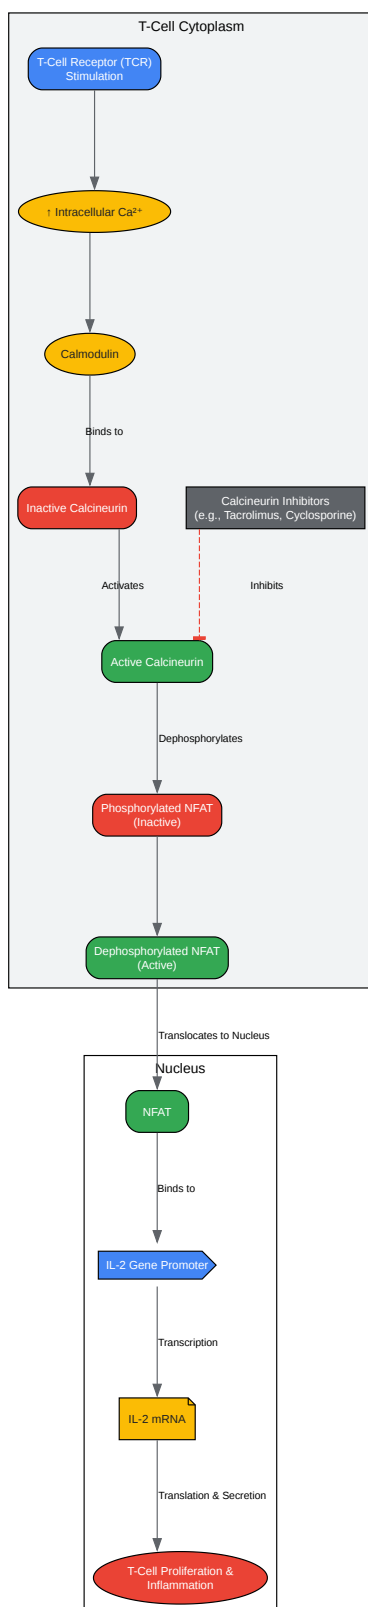 T-Cell Cytoplasm
T-Cell Receptor (TCR)
Stimulation
↑ Intracellular Ca²⁺
Calmodulin
Binds to
Inactive Calcineurin
Calcineurin Inhibitors
(e.g., Tacrolimus, Cyclosporine)
Activates
Inhibits
Active Calcineurin
Dephosphorylates
Phosphorylated NFAT
(Inactive)
Dephosphorylated NFAT
(Active)
Translocates to Nucleus
Nucleus
NFAT
Binds to
IL-2 Gene Promoter
Transcription
IL-2 mRNA
Translation & Secretion
T-Cell Proliferation &
Inflammation